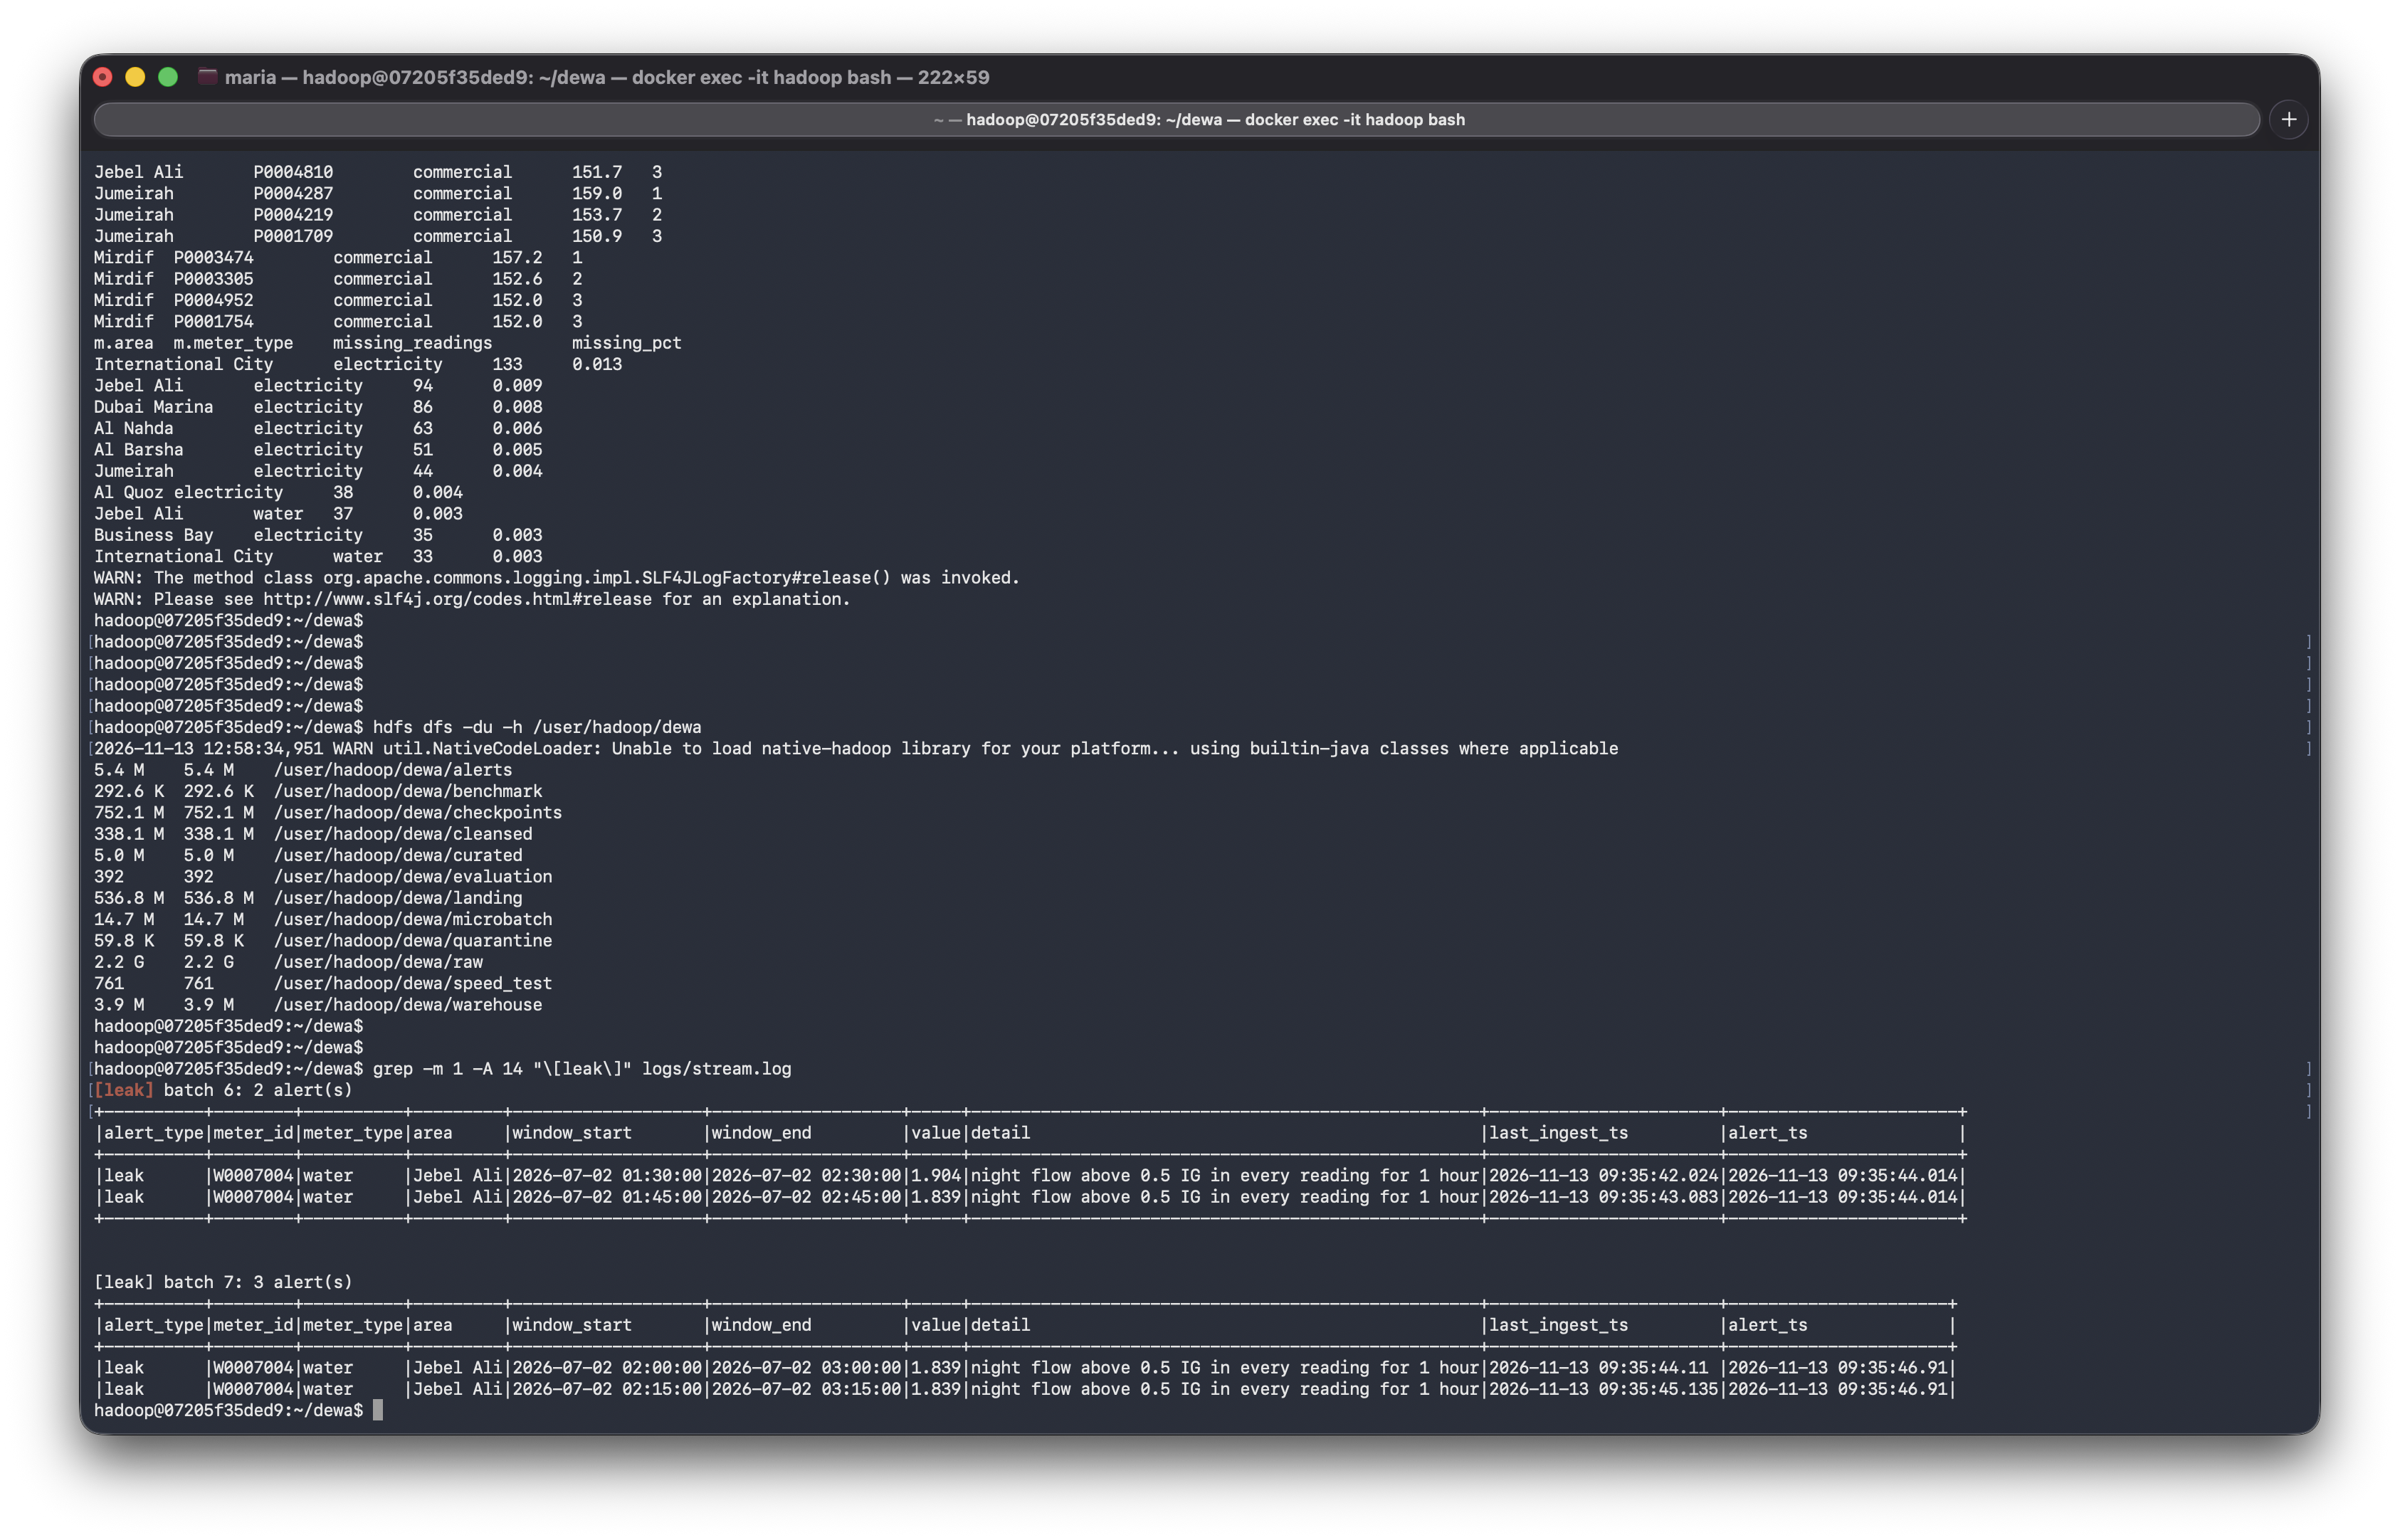 maria — hadoop@07205f35ded9: ~/dewa — docker exec -it hadoop bash — 222×59
~ — hadoop@07205f35ded9: ~/dewa — docker exec -it hadoop bash
+
Jebel Ali       P0004810        commercial      151.7   3
Jumeirah        P0004287        commercial      159.0   1
Jumeirah        P0004219        commercial      153.7   2
Jumeirah        P0001709        commercial      150.9   3
Mirdif  P0003474        commercial      157.2   1
Mirdif  P0003305        commercial      152.6   2
Mirdif  P0004952        commercial      152.0   3
Mirdif  P0001754        commercial      152.0   3
m.area  m.meter_type    missing_readings        missing_pct
International City      electricity     133     0.013
Jebel Ali       electricity     94      0.009
Dubai Marina    electricity     86      0.008
Al Nahda        electricity     63      0.006
Al Barsha       electricity     51      0.005
Jumeirah        electricity     44      0.004
Al Quoz electricity     38      0.004
Jebel Ali       water   37      0.003
Business Bay    electricity     35      0.003
International City      water   33      0.003
WARN: The method class org.apache.commons.logging.impl.SLF4JLogFactory#release() was invoked.
WARN: Please see http://www.slf4j.org/codes.html#release for an explanation.
hadoop@07205f35ded9:~/dewa$
[hadoop@07205f35ded9:~/dewa$ ]
[hadoop@07205f35ded9:~/dewa$ ]
[hadoop@07205f35ded9:~/dewa$ ]
[hadoop@07205f35ded9:~/dewa$ ]
[hadoop@07205f35ded9:~/dewa$ hdfs dfs -du -h /user/hadoop/dewa ]
[2026-11-13 12:58:34,951 WARN util.NativeCodeLoader: Unable to load native-hadoop library for your platform... using builtin-java classes where applicable ]
5.4 M    5.4 M    /user/hadoop/dewa/alerts
292.6 K  292.6 K  /user/hadoop/dewa/benchmark
752.1 M  752.1 M  /user/hadoop/dewa/checkpoints
338.1 M  338.1 M  /user/hadoop/dewa/cleansed
5.0 M    5.0 M    /user/hadoop/dewa/curated
392      392      /user/hadoop/dewa/evaluation
536.8 M  536.8 M  /user/hadoop/dewa/landing
14.7 M   14.7 M   /user/hadoop/dewa/microbatch
59.8 K   59.8 K   /user/hadoop/dewa/quarantine
2.2 G    2.2 G    /user/hadoop/dewa/raw
761      761      /user/hadoop/dewa/speed_test
3.9 M    3.9 M    /user/hadoop/dewa/warehouse
hadoop@07205f35ded9:~/dewa$
hadoop@07205f35ded9:~/dewa$
[hadoop@07205f35ded9:~/dewa$ grep -m 1 -A 14 "\[leak\]" logs/stream.log ]
[[leak] batch 6: 2 alert(s) ]
[+----------+--------+----------+---------+-------------------+-------------------+-----+---------------------------------------------------+-----------------------+-----------------------+ ]
|alert_type|meter_id|meter_type|area     |window_start       |window_end         |value|detail                                             |last_ingest_ts         |alert_ts               |
+----------+--------+----------+---------+-------------------+-------------------+-----+---------------------------------------------------+-----------------------+-----------------------+
|leak      |W0007004|water     |Jebel Ali|2026-07-02 01:30:00|2026-07-02 02:30:00|1.904|night flow above 0.5 IG in every reading for 1 hour|2026-11-13 09:35:42.024|2026-11-13 09:35:44.014|
|leak      |W0007004|water     |Jebel Ali|2026-07-02 01:45:00|2026-07-02 02:45:00|1.839|night flow above 0.5 IG in every reading for 1 hour|2026-11-13 09:35:43.083|2026-11-13 09:35:44.014|
+----------+--------+----------+---------+-------------------+-------------------+-----+---------------------------------------------------+-----------------------+-----------------------+
[leak] batch 7: 3 alert(s)
+----------+--------+----------+---------+-------------------+-------------------+-----+---------------------------------------------------+-----------------------+----------------------+
|alert_type|meter_id|meter_type|area     |window_start       |window_end         |value|detail                                             |last_ingest_ts         |alert_ts              |
+----------+--------+----------+---------+-------------------+-------------------+-----+---------------------------------------------------+-----------------------+----------------------+
|leak      |W0007004|water     |Jebel Ali|2026-07-02 02:00:00|2026-07-02 03:00:00|1.839|night flow above 0.5 IG in every reading for 1 hour|2026-11-13 09:35:44.11 |2026-11-13 09:35:46.91|
|leak      |W0007004|water     |Jebel Ali|2026-07-02 02:15:00|2026-07-02 03:15:00|1.839|night flow above 0.5 IG in every reading for 1 hour|2026-11-13 09:35:45.135|2026-11-13 09:35:46.91|
hadoop@07205f35ded9:~/dewa$